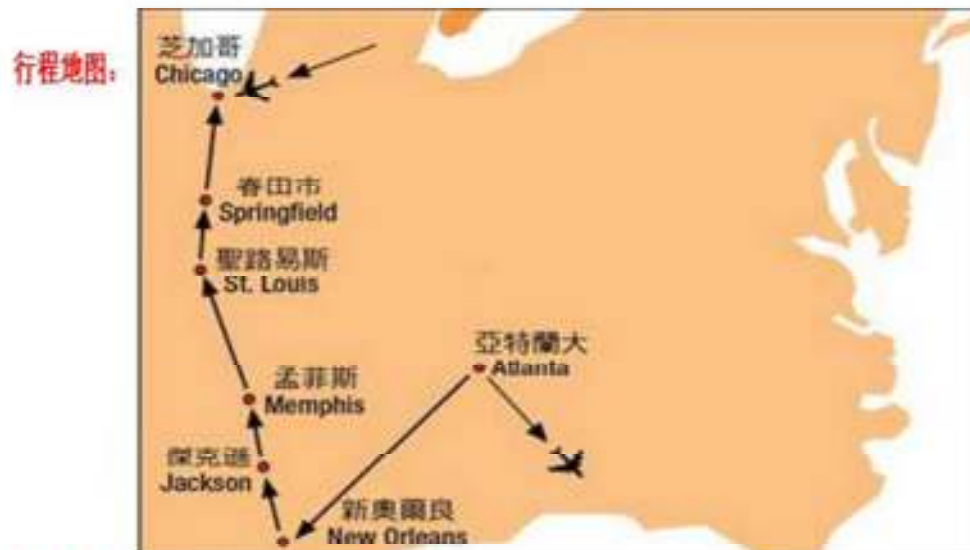 行程地图：
芝加哥
Chicago
春田市
Springfield
聖路易斯
St. Louis
亞特蘭大
Atlanta
孟菲斯
Memphis
傑克遜
Jackson
新奧爾良
New Orleans